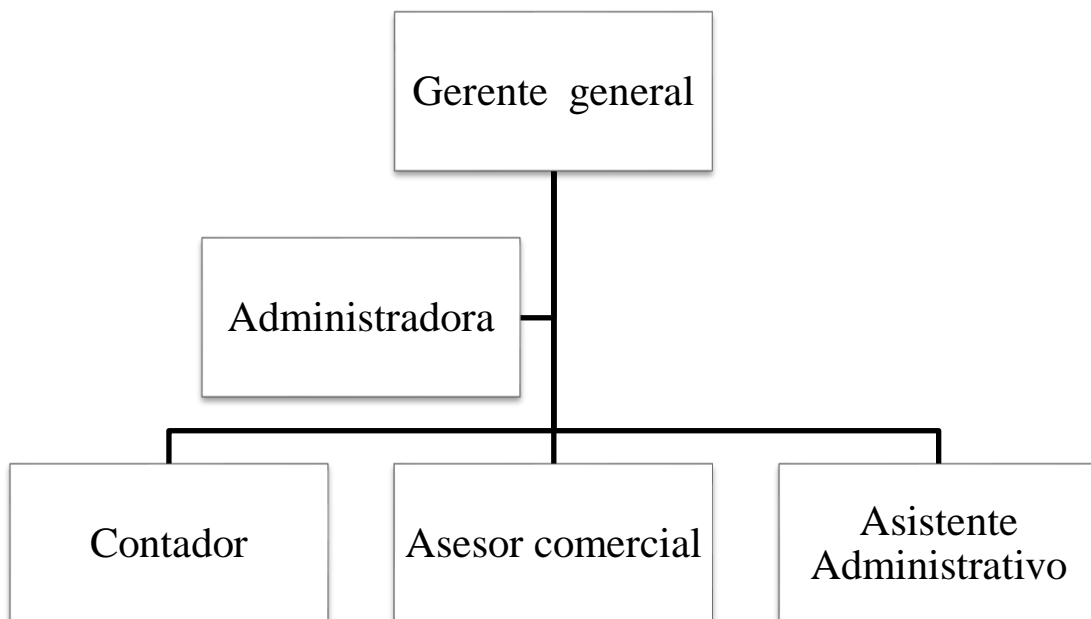 Gerente general
Administradora
Contador
Asesor comercial
Asistente
Administrativo